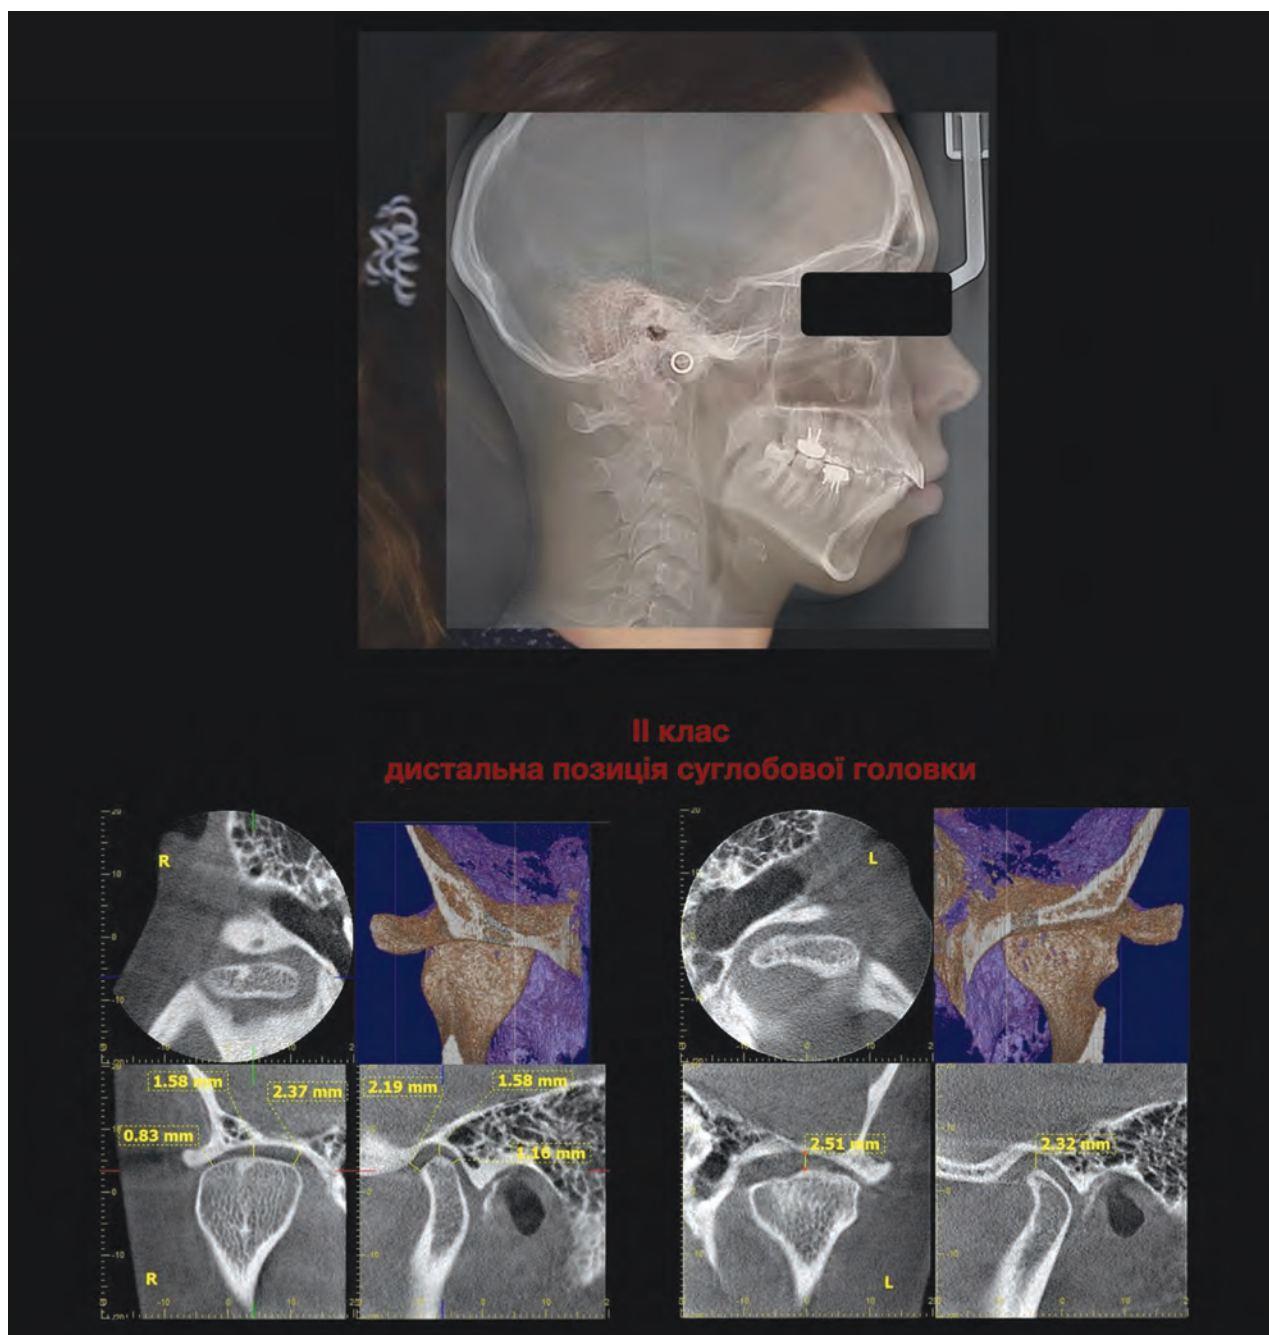 II клас
дистальна позиція суглобової головки
R
L
1.58 mm
2.37 mm
0.83 mm
2.19 mm
1.58 mm
1.16 mm
2.51 mm
2.32 mm
R
L